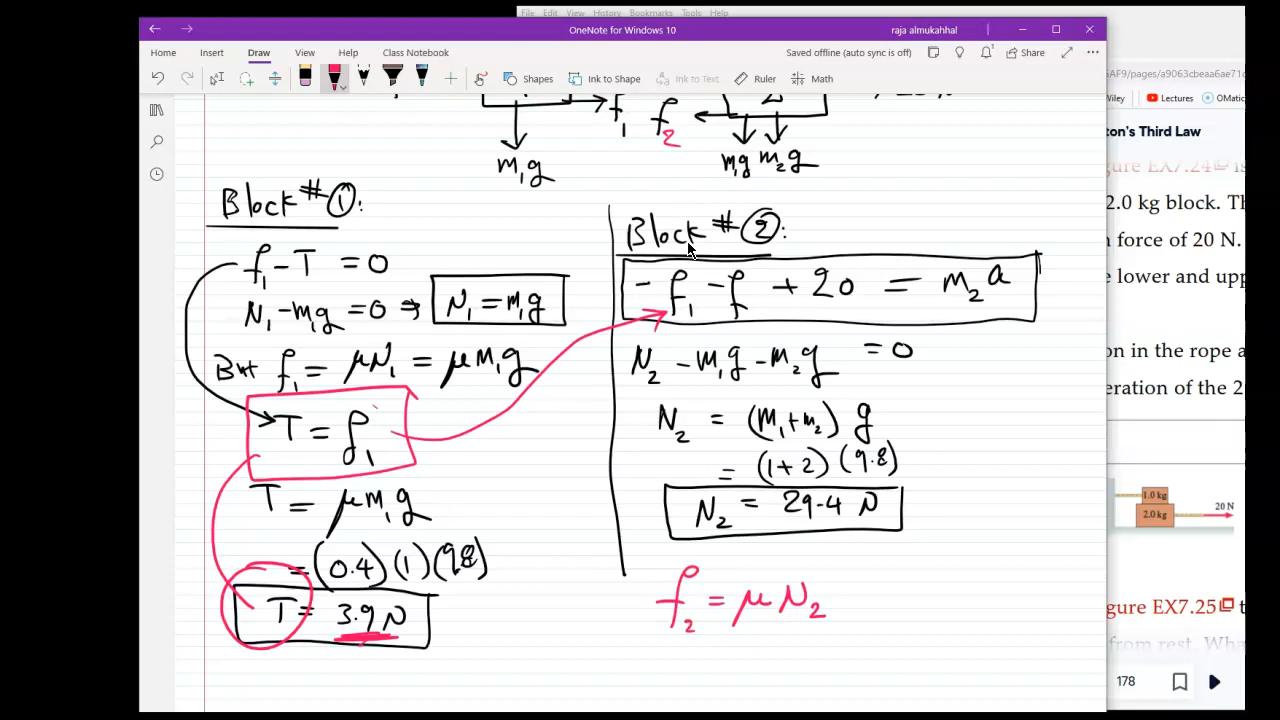 File Edit View History Bookmarks Tools Help
OneNote for Windows 10
raja almukahhal
Home Insert Draw View Help Class Notebook
Saved offline (auto sync is off)
Share
Shapes
Ink to Shape
Ink to Text
Ruler
Math
f₁
f₂
m₁g
m₁g m₂g
Block #①:
f₁ - T = 0
N₁ - m₁g = 0 ⇒ N₁ = m₁g
But f₁ = μN₁ = μm₁g
T = f₁
T = μm₁g
= (0.4)(1)(9.8)
T = 3.9 N
Block #②:
- f₁ - f + 20 = m₂a
N₂ - m₁g - m₂g = 0
N₂ = (m₁+m₂) g
= (1+2)(9.8)
N₂ = 29.4 N
f₂ = μN₂
Wiley
Lectures
OMatic
ton's Third Law
gure EX7.24 is
2.0 kg block. Th
force of 20 N.
e lower and upp
on in the rope a
eration of the 2
1.0 kg
2.0 kg
20 N
gure EX7.25 t
from rest. Wha
178